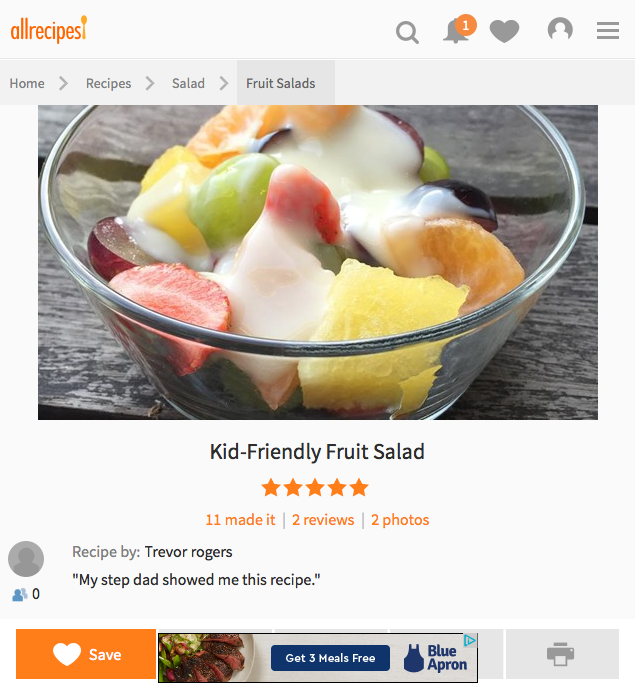 allrecipes
1
Home Recipes Salad Fruit Salads
Kid-Friendly Fruit Salad
11 made it | 2 reviews | 2 photos
Recipe by: Trevor rogers
"My step dad showed me this recipe."
0
Save
Get 3 Meals Free
Blue
Apron